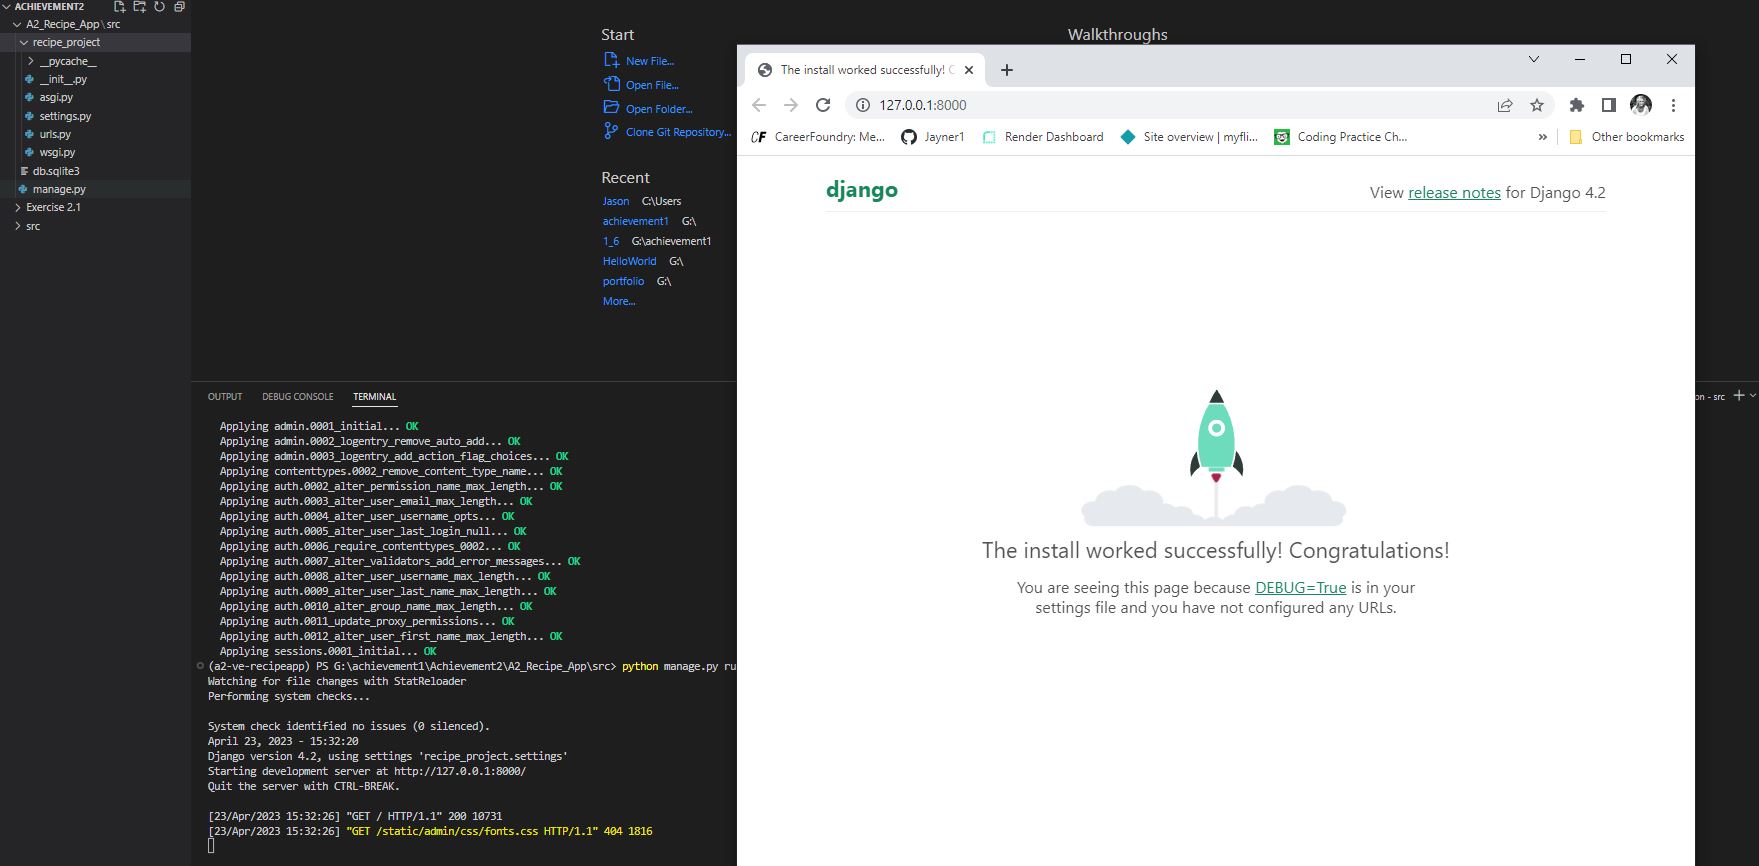 ACHIEVEMENT2
A2_Recipe_App\src
recipe_project
__pycache__
__init__.py
asgi.py
settings.py
urls.py
wsgi.py
db.sqlite3
manage.py
Exercise 2.1
src
Start
New File...
Open File...
Open Folder...
Clone Git Repository...
Recent
Jason C:\Users
achievement1 G:\
1_6 G:\achievement1
HelloWorld G:\
portfolio G:\
More...
Walkthroughs
The install worked successfully!
127.0.0.1:8000
CareerFoundry: Me...
Jayner1
Render Dashboard
Site overview | myfli...
Coding Practice Ch...
»
Other bookmarks
django
View release notes for Django 4.2
The install worked successfully! Congratulations!
You are seeing this page because DEBUG=True is in your
settings file and you have not configured any URLs.
OUTPUT DEBUG CONSOLE TERMINAL
on - src
Applying admin.0001_initial... OK
Applying admin.0002_logentry_remove_auto_add... OK
Applying admin.0003_logentry_add_action_flag_choices... OK
Applying contenttypes.0002_remove_content_type_name... OK
Applying auth.0002_alter_permission_name_max_length... OK
Applying auth.0003_alter_user_email_max_length... OK
Applying auth.0004_alter_user_username_opts... OK
Applying auth.0005_alter_user_last_login_null... OK
Applying auth.0006_require_contenttypes_0002... OK
Applying auth.0007_alter_validators_add_error_messages... OK
Applying auth.0008_alter_user_username_max_length... OK
Applying auth.0009_alter_user_last_name_max_length... OK
Applying auth.0010_alter_group_name_max_length... OK
Applying auth.0011_update_proxy_permissions... OK
Applying auth.0012_alter_user_first_name_max_length... OK
Applying sessions.0001_initial... OK
(a2-ve-recipeapp) PS G:\achievement1\Achievement2\A2_Recipe_App\src> python manage.py ru
Watching for file changes with StatReloader
Performing system checks...
System check identified no issues (0 silenced).
April 23, 2023 - 15:32:20
Django version 4.2, using settings 'recipe_project.settings'
Starting development server at http://127.0.0.1:8000/
Quit the server with CTRL-BREAK.
[23/Apr/2023 15:32:26] "GET / HTTP/1.1" 200 10731
[23/Apr/2023 15:32:26] "GET /static/admin/css/fonts.css HTTP/1.1" 404 1816